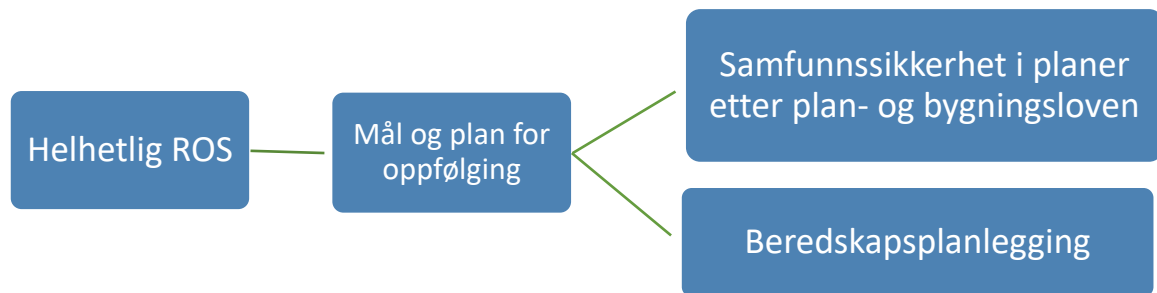 Helhetlig ROS
Mål og plan for
oppfølging
Samfunnssikkerhet i planer
etter plan- og bygningsloven
Beredskapsplanlegging